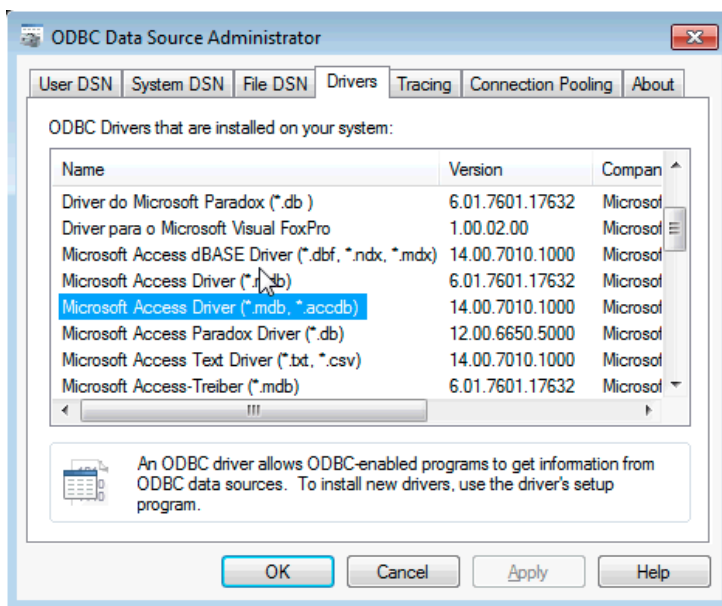 ODBC Data Source Administrator
User DSN System DSN File DSN Drivers Tracing Connection Pooling About
ODBC Drivers that are installed on your system:
Name Version Compan
Driver do Microsoft Paradox (*.db ) 6.01.7601.17632 Microsof
Driver para o Microsoft Visual FoxPro 1.00.02.00 Microsof
Microsoft Access dBASE Driver (*.dbf, *.ndx, *.mdx) 14.00.7010.1000 Microsof
Microsoft Access Driver (*.mdb) 6.01.7601.17632 Microsof
Microsoft Access Driver (*.mdb, *.accdb) 14.00.7010.1000 Microsof
Microsoft Access Paradox Driver (*.db) 12.00.6650.5000 Microsof
Microsoft Access Text Driver (*.txt, *.csv) 14.00.7010.1000 Microsof
Microsoft Access-Treiber (*.mdb) 6.01.7601.17632 Microsof
An ODBC driver allows ODBC-enabled programs to get information from
ODBC data sources. To install new drivers, use the driver's setup
program.
OK Cancel Apply Help